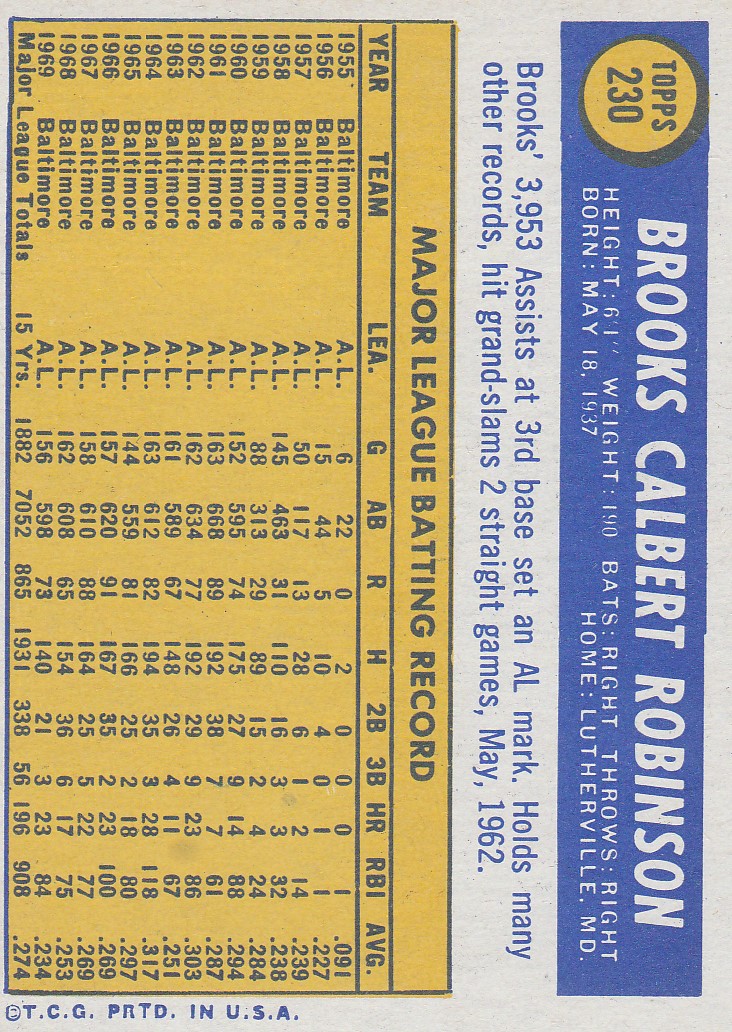 TOPPS
230
BROOKS CALBERT ROBINSON
HEIGHT: 6'1" WEIGHT: 190 BATS: RIGHT THROWS: RIGHT
BORN: MAY 18, 1937 HOME: LUTHERVILLE, MD.
Brooks' 3,953 Assists at 3rd base set an AL mark. Holds many
other records, hit grand-slams 2 straight games, May, 1962.
MAJOR LEAGUE BATTING RECORD
YEAR TEAM LEA. G AB R H 2B 3B HR RBI AVG.
1955 Baltimore A.L. 6 22 0 2 0 0 0 1 .091
1956 Baltimore A.L. 15 44 5 10 4 0 1 1 .227
1957 Baltimore A.L. 50 117 13 28 6 1 2 14 .239
1958 Baltimore A.L. 145 463 31 110 16 3 3 32 .238
1959 Baltimore A.L. 88 313 29 89 15 2 4 24 .284
1960 Baltimore A.L. 152 595 74 175 27 9 14 88 .294
1961 Baltimore A.L. 163 668 89 192 38 7 7 61 .287
1962 Baltimore A.L. 162 634 77 192 29 9 23 86 .303
1963 Baltimore A.L. 161 589 67 148 26 4 11 67 .251
1964 Baltimore A.L. 163 612 82 194 35 3 28 118 .317
1965 Baltimore A.L. 144 559 81 166 25 2 18 80 .297
1966 Baltimore A.L. 157 620 91 167 35 2 23 100 .269
1967 Baltimore A.L. 158 610 88 164 25 5 22 77 .269
1968 Baltimore A.L. 162 608 65 154 36 6 17 75 .253
1969 Baltimore A.L. 156 598 73 140 21 3 23 84 .234
Major League Totals 15 Yrs. 1882 7052 865 1931 338 56 196 908 .274
©T.C.G. PRTD. IN U.S.A.